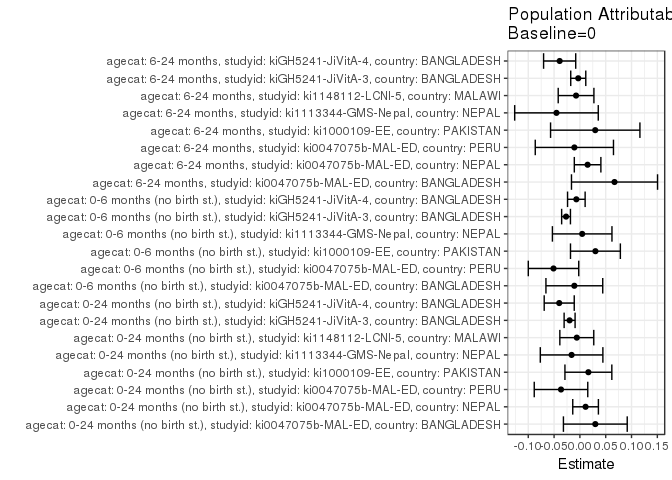 Population Attributab
Baseline=0
agecat: 6-24 months, studyid: kiGH5241-JiVitA-4, country: BANGLADESH
agecat: 6-24 months, studyid: kiGH5241-JiVitA-3, country: BANGLADESH
agecat: 6-24 months, studyid: ki1148112-LCNI-5, country: MALAWI
agecat: 6-24 months, studyid: ki1113344-GMS-Nepal, country: NEPAL
agecat: 6-24 months, studyid: ki1000109-EE, country: PAKISTAN
agecat: 6-24 months, studyid: ki0047075b-MAL-ED, country: PERU
agecat: 6-24 months, studyid: ki0047075b-MAL-ED, country: NEPAL
agecat: 6-24 months, studyid: ki0047075b-MAL-ED, country: BANGLADESH
agecat: 0-6 months (no birth st.), studyid: kiGH5241-JiVitA-4, country: BANGLADESH
agecat: 0-6 months (no birth st.), studyid: kiGH5241-JiVitA-3, country: BANGLADESH
agecat: 0-6 months (no birth st.), studyid: ki1113344-GMS-Nepal, country: NEPAL
agecat: 0-6 months (no birth st.), studyid: ki1000109-EE, country: PAKISTAN
agecat: 0-6 months (no birth st.), studyid: ki0047075b-MAL-ED, country: PERU
agecat: 0-6 months (no birth st.), studyid: ki0047075b-MAL-ED, country: BANGLADESH
agecat: 0-24 months (no birth st.), studyid: kiGH5241-JiVitA-4, country: BANGLADESH
agecat: 0-24 months (no birth st.), studyid: kiGH5241-JiVitA-3, country: BANGLADESH
agecat: 0-24 months (no birth st.), studyid: ki1148112-LCNI-5, country: MALAWI
agecat: 0-24 months (no birth st.), studyid: ki1113344-GMS-Nepal, country: NEPAL
agecat: 0-24 months (no birth st.), studyid: ki1000109-EE, country: PAKISTAN
agecat: 0-24 months (no birth st.), studyid: ki0047075b-MAL-ED, country: PERU
agecat: 0-24 months (no birth st.), studyid: ki0047075b-MAL-ED, country: NEPAL
agecat: 0-24 months (no birth st.), studyid: ki0047075b-MAL-ED, country: BANGLADESH
-0.10 -0.05 0.00 0.05 0.10 0.15
Estimate